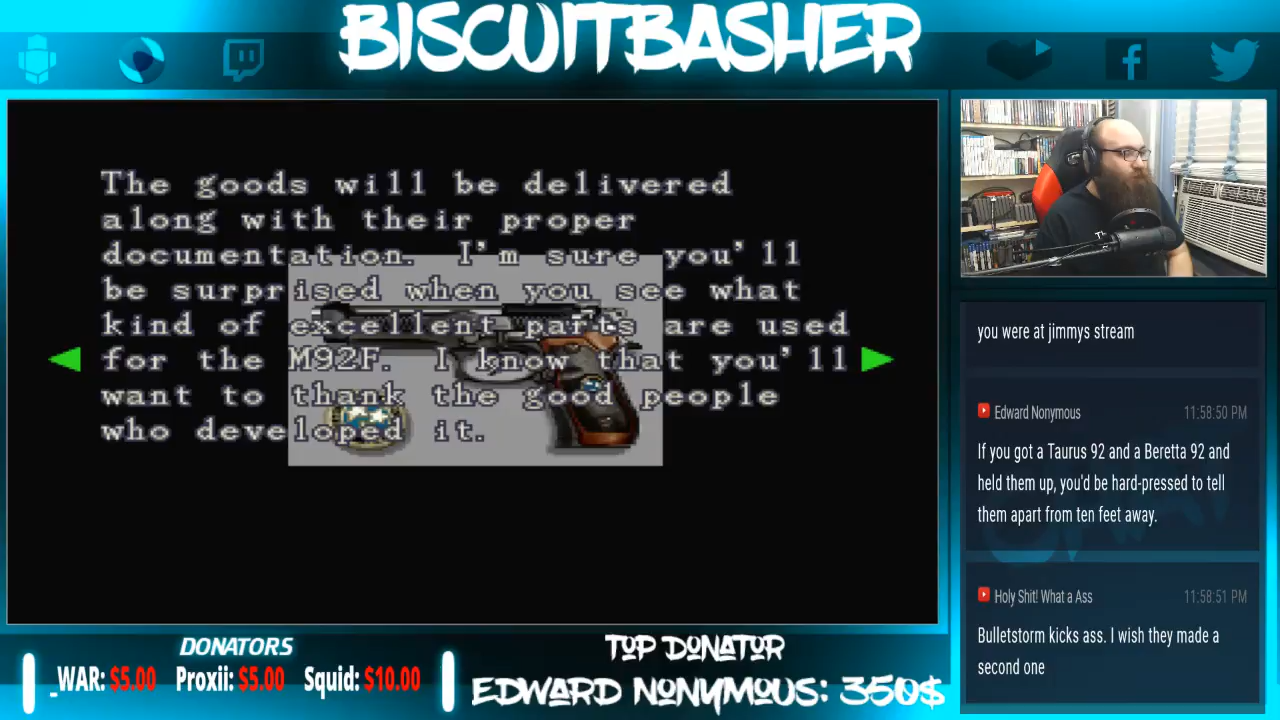 BISCUITBASHER
The goods will be delivered
along with their proper
documentation. I'm sure you'll
be surprised when you see what
kind of excellent parts are used
for the M92F. I know that you'll
want to thank the good people
who developed it.
you were at jimmys stream
Edward Nonymous 11:58:50 PM
If you got a Taurus 92 and a Beretta 92 and
held them up, you'd be hard-pressed to tell
them apart from ten feet away.
Holy Shit! What a Ass 11:58:51 PM
Bulletstorm kicks ass. I wish they made a
second one
DONATORS
WAR: $5.00 Proxii: $5.00 Squid: $10.00
TOP DONATOR
EDWARD NONYMOUS: 350$